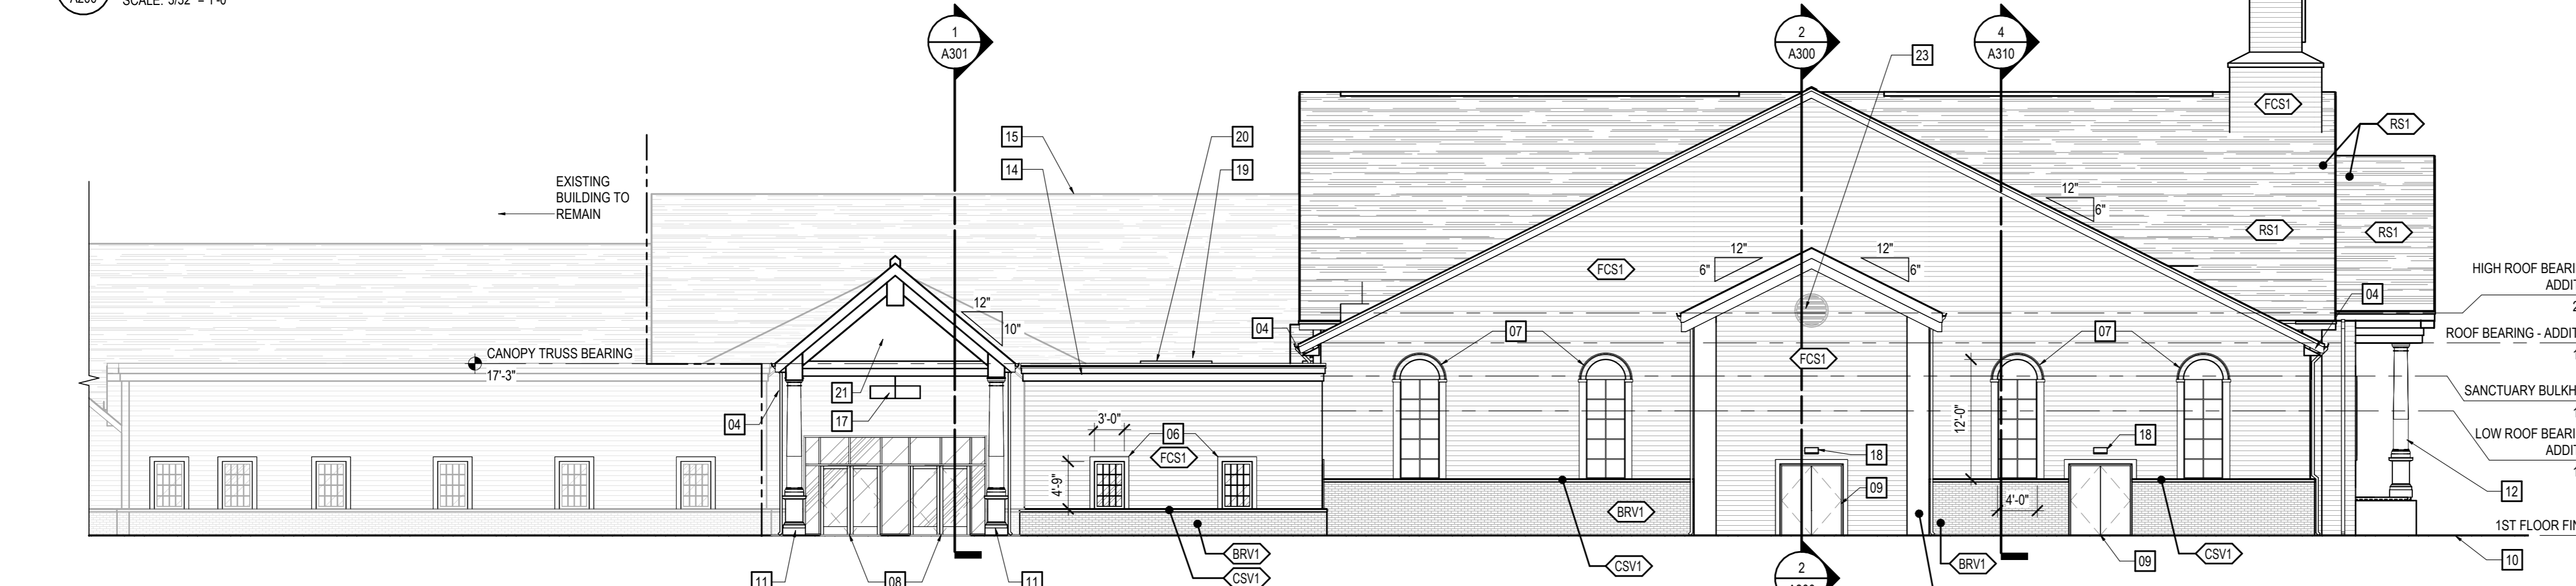 A200
SCALE: 3/32" = 1'-0"
1
A301
2
A300
4
A310
23
FCS1
RS1
15
20
14
19
EXISTING
BUILDING TO
REMAIN
12"
6"
RS1
RS1
12"
12"
6"
6"
FCS1
HIGH ROOF BEARI
ADDIT
04
12"
10"
04
07
07
ROOF BEARING - ADDIT
CANOPY TRUSS BEARING
17'-3"
FCS1
21
17
SANCTUARY BULKH
04
3'-0"
06
12'-0"
FCS1
18
18
LOW ROOF BEARI
ADDIT
4'-9"
09
4'-0"
12
BRV1
1ST FLOOR FIN
BRV1
CSV1
BRV1
CSV1
09
10
CSV1
11
08
11
2